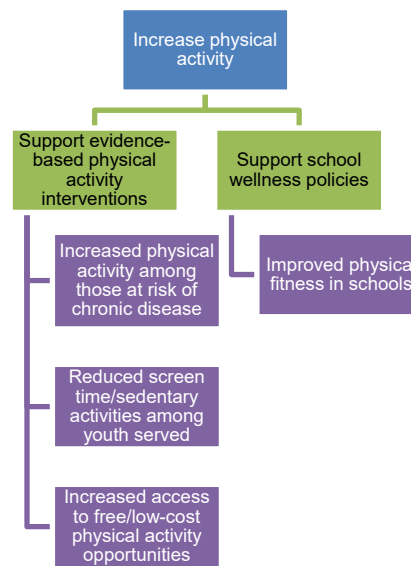 Increase physical
activity
Support evidence-
based physical
activity
interventions
Support school
wellness policies
Increased physical
activity among
those at risk of
chronic disease
Improved physical
fitness in schools
Reduced screen
time/sedentary
activities among
youth served
Increased access
to free/low-cost
physical activity
opportunities